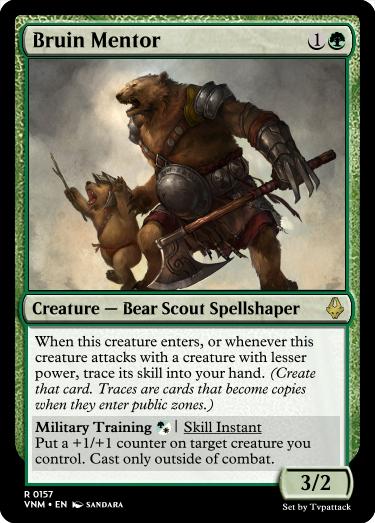 Bruin Mentor 1
Creature — Bear Scout Spellshaper
When this creature enters, or whenever this
creature attacks with a creature with lesser
power, trace its skill into your hand. (Create
that card. Traces are cards that become copies
when they enter public zones.)
Military Training | Skill Instant
Put a +1/+1 counter on target creature you
control. Cast only outside of combat.
3/2
R 0157
VNM • EN SANDARA
Set by Tvpattack